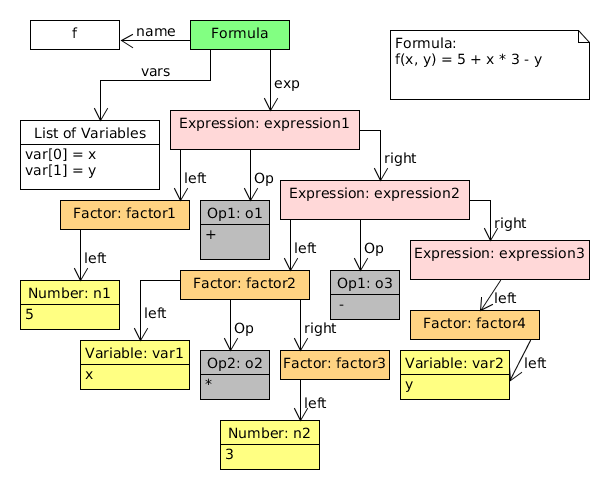 f
name
Formula
Formula:
f(x, y) = 5 + x * 3 - y
vars
exp
List of Variables
var[0] = x
var[1] = y
Expression: expression1
right
left
Op
Expression: expression2
Factor: factor1
Op1: o1
+
right
left
left
Op
Expression: expression3
Number: n1
5
Factor: factor2
Op1: o3
-
left
left
Op
right
Factor: factor4
Variable: var1
x
Op2: o2
*
Factor: factor3
Variable: var2
y
left
left
Number: n2
3